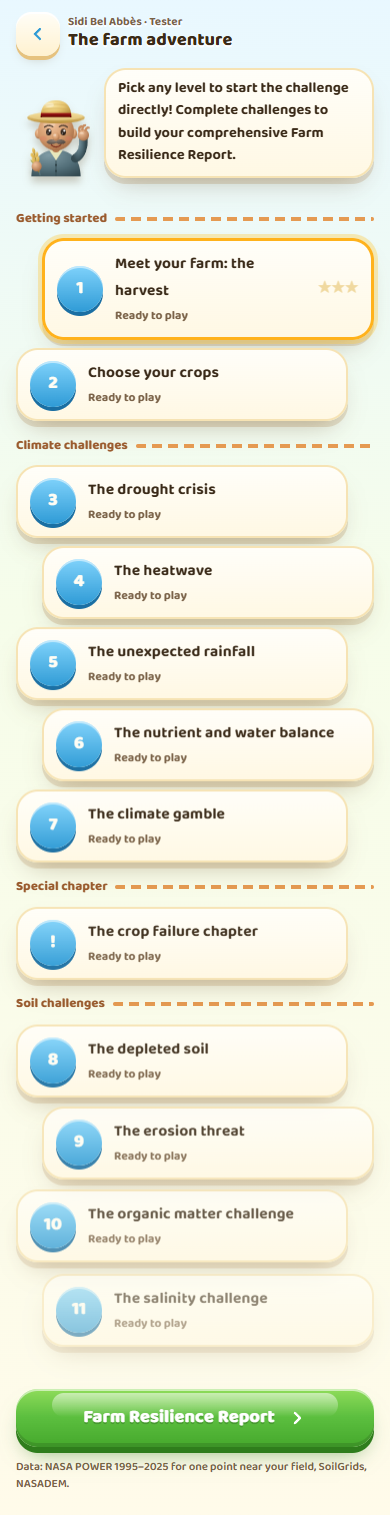 Sidi Bel Abbès · Tester
The farm adventure
Pick any level to start the challenge
directly! Complete challenges to
build your comprehensive Farm
Resilience Report.
Getting started
1
Meet your farm: the
harvest
Ready to play
2
Choose your crops
Ready to play
Climate challenges
3
The drought crisis
Ready to play
4
The heatwave
Ready to play
5
The unexpected rainfall
Ready to play
6
The nutrient and water balance
Ready to play
7
The climate gamble
Ready to play
Special chapter
!
The crop failure chapter
Ready to play
Soil challenges
8
The depleted soil
Ready to play
9
The erosion threat
Ready to play
10
The organic matter challenge
Ready to play
11
The salinity challenge
Ready to play
Farm Resilience Report
Data: NASA POWER 1995–2025 for one point near your field, SoilGrids,
NASADEM.